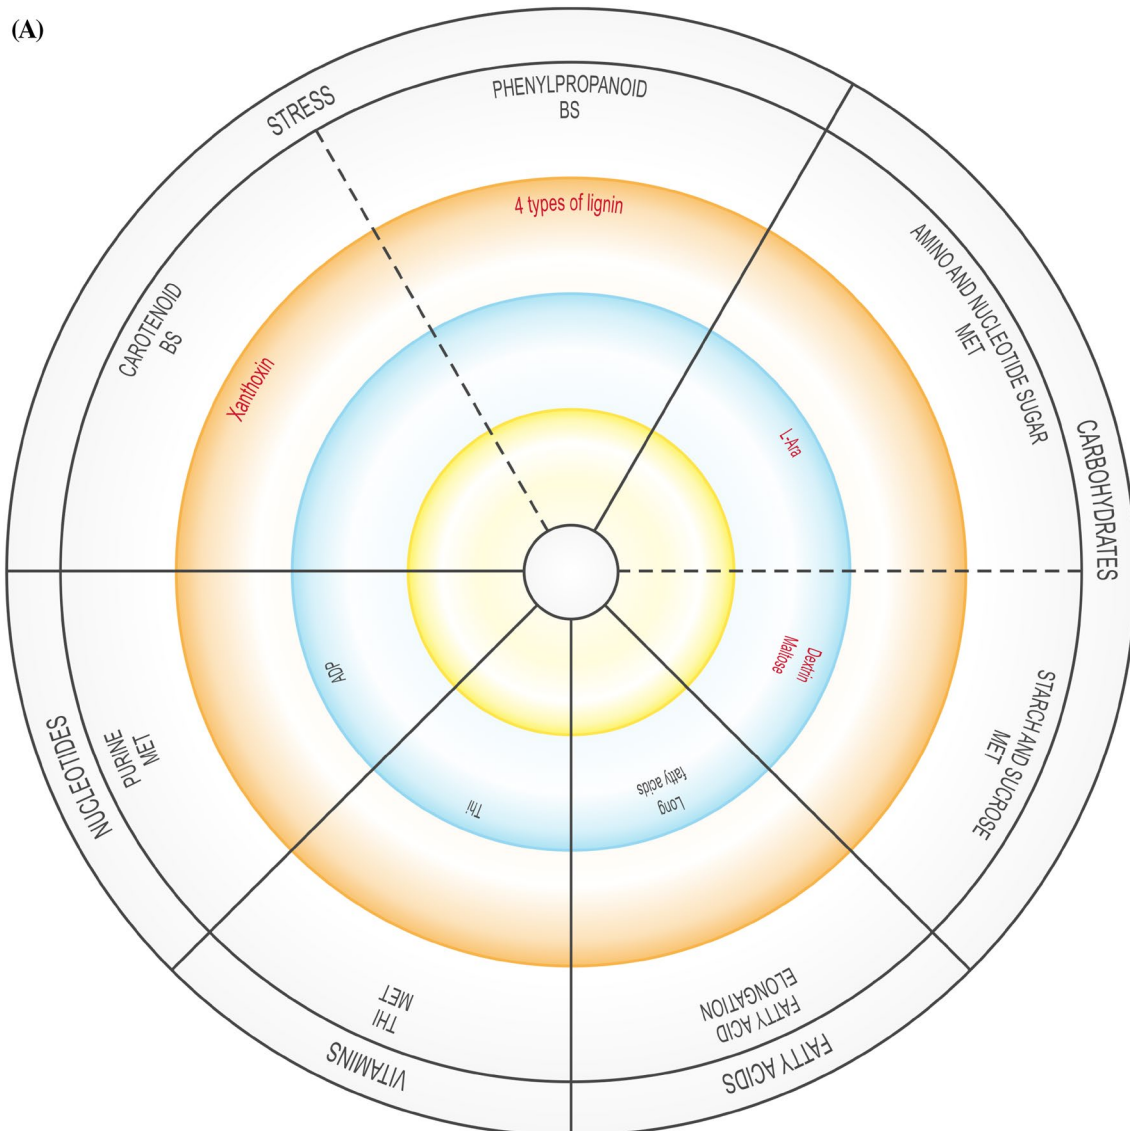 (A)
STRESS
PHENYLPROPANOID
BS
4 types of lignin
CAROTENOID
BS
Xanthoxin
AMINO AND NUCLEOTIDE SUGAR
MET
L-Ara
CARBOHYDRATES
STARCH AND SUCROSE
MET
Dextrin
Maltose
Long
fatty acids
FATTY ACID
ELONGATION
FATTY ACIDS
Thi
THI
MET
VITAMINS
ADP
PURINE
MET
NUCLEOTIDES